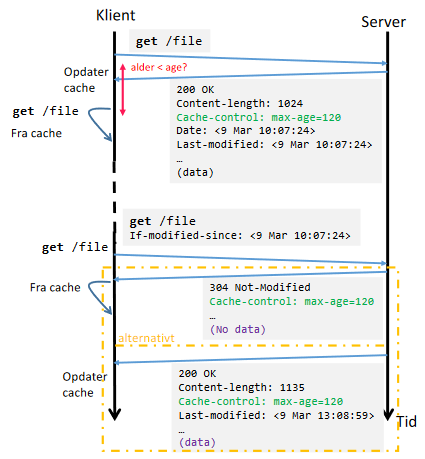 Klient
Server
get /file
alder < age?
Opdater
cache
200 OK
Content-length: 1024
Cache-control: max-age=120
Date: <9 Mar 10:07:24>
Last-modified: <9 Mar 10:07:24>
…
(data)
get /file
Fra cache
get /file
If-modified-since: <9 Mar 10:07:24>
get /file
Fra cache
304 Not-Modified
Cache-control: max-age=120
…
(No data)
alternativt
Opdater
cache
200 OK
Content-length: 1135
Cache-control: max-age=120
Last-modified: <9 Mar 13:08:59>
…
(data)
Tid